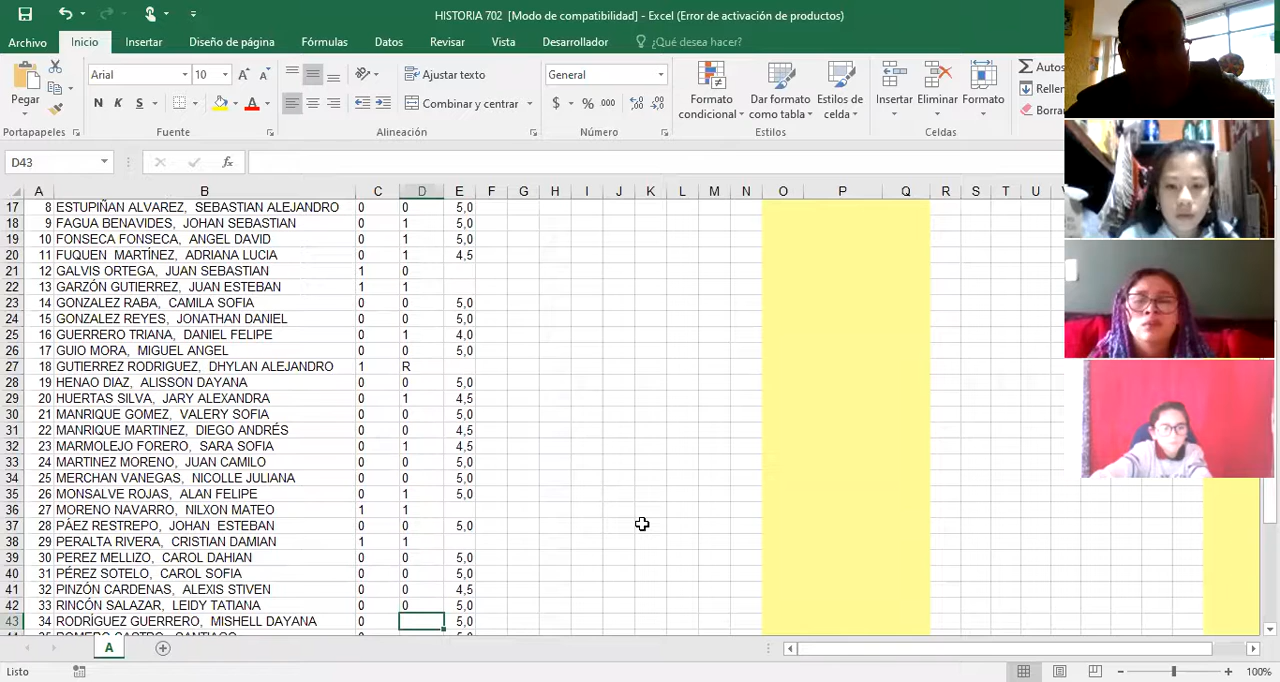 HISTORIA 702 [Modo de compatibilidad] - Excel (Error de activación de productos)
Archivo Inicio Insertar Diseño de página Fórmulas Datos Revisar Vista Desarrollador ¿Qué desea hacer?
Pegar Arial 10 Ajustar texto General Formato condicional Dar formato como tabla Estilos de celda Insertar Eliminar Formato
N K S Combinar y centrar $ % 000 Borra
Portapapeles Fuente Alineación Número Estilos Celdas
D43 fx
A B C D E F G H I J K L M N O P Q R S T U
17 8 ESTUPIÑAN ALVAREZ, SEBASTIAN ALEJANDRO 0 0 5,0
18 9 FAGUA BENAVIDES, JOHAN SEBASTIAN 0 1 5,0
19 10 FONSECA FONSECA, ANGEL DAVID 0 1 5,0
20 11 FUQUEN MARTÍNEZ, ADRIANA LUCIA 0 1 4,5
21 12 GALVIS ORTEGA, JUAN SEBASTIAN 1 0
22 13 GARZÓN GUTIERREZ, JUAN ESTEBAN 1 1
23 14 GONZALEZ RABA, CAMILA SOFIA 0 0 5,0
24 15 GONZALEZ REYES, JONATHAN DANIEL 0 0 5,0
25 16 GUERRERO TRIANA, DANIEL FELIPE 0 1 4,0
26 17 GUIO MORA, MIGUEL ANGEL 0 0 5,0
27 18 GUTIERREZ RODRIGUEZ, DHYLAN ALEJANDRO 1 R
28 19 HENAO DIAZ, ALISSON DAYANA 0 0 5,0
29 20 HUERTAS SILVA, JARY ALEXANDRA 0 1 4,5
30 21 MANRIQUE GOMEZ, VALERY SOFIA 0 0 5,0
31 22 MANRIQUE MARTINEZ, DIEGO ANDRÉS 0 0 4,5
32 23 MARMOLEJO FORERO, SARA SOFIA 0 1 4,5
33 24 MARTINEZ MORENO, JUAN CAMILO 0 0 5,0
34 25 MERCHAN VANEGAS, NICOLLE JULIANA 0 0 5,0
35 26 MONSALVE ROJAS, ALAN FELIPE 0 1 5,0
36 27 MORENO NAVARRO, NILXON MATEO 1 1
37 28 PÁEZ RESTREPO, JOHAN ESTEBAN 0 0 5,0
38 29 PERALTA RIVERA, CRISTIAN DAMIAN 1 1
39 30 PEREZ MELLIZO, CAROL DAHIAN 0 0 5,0
40 31 PÉREZ SOTELO, CAROL SOFIA 0 0 5,0
41 32 PINZÓN CARDENAS, ALEXIS STIVEN 0 0 4,5
42 33 RINCÓN SALAZAR, LEIDY TATIANA 0 0 5,0
43 34 RODRÍGUEZ GUERRERO, MISHELL DAYANA 0 5,0
A
Listo 100%